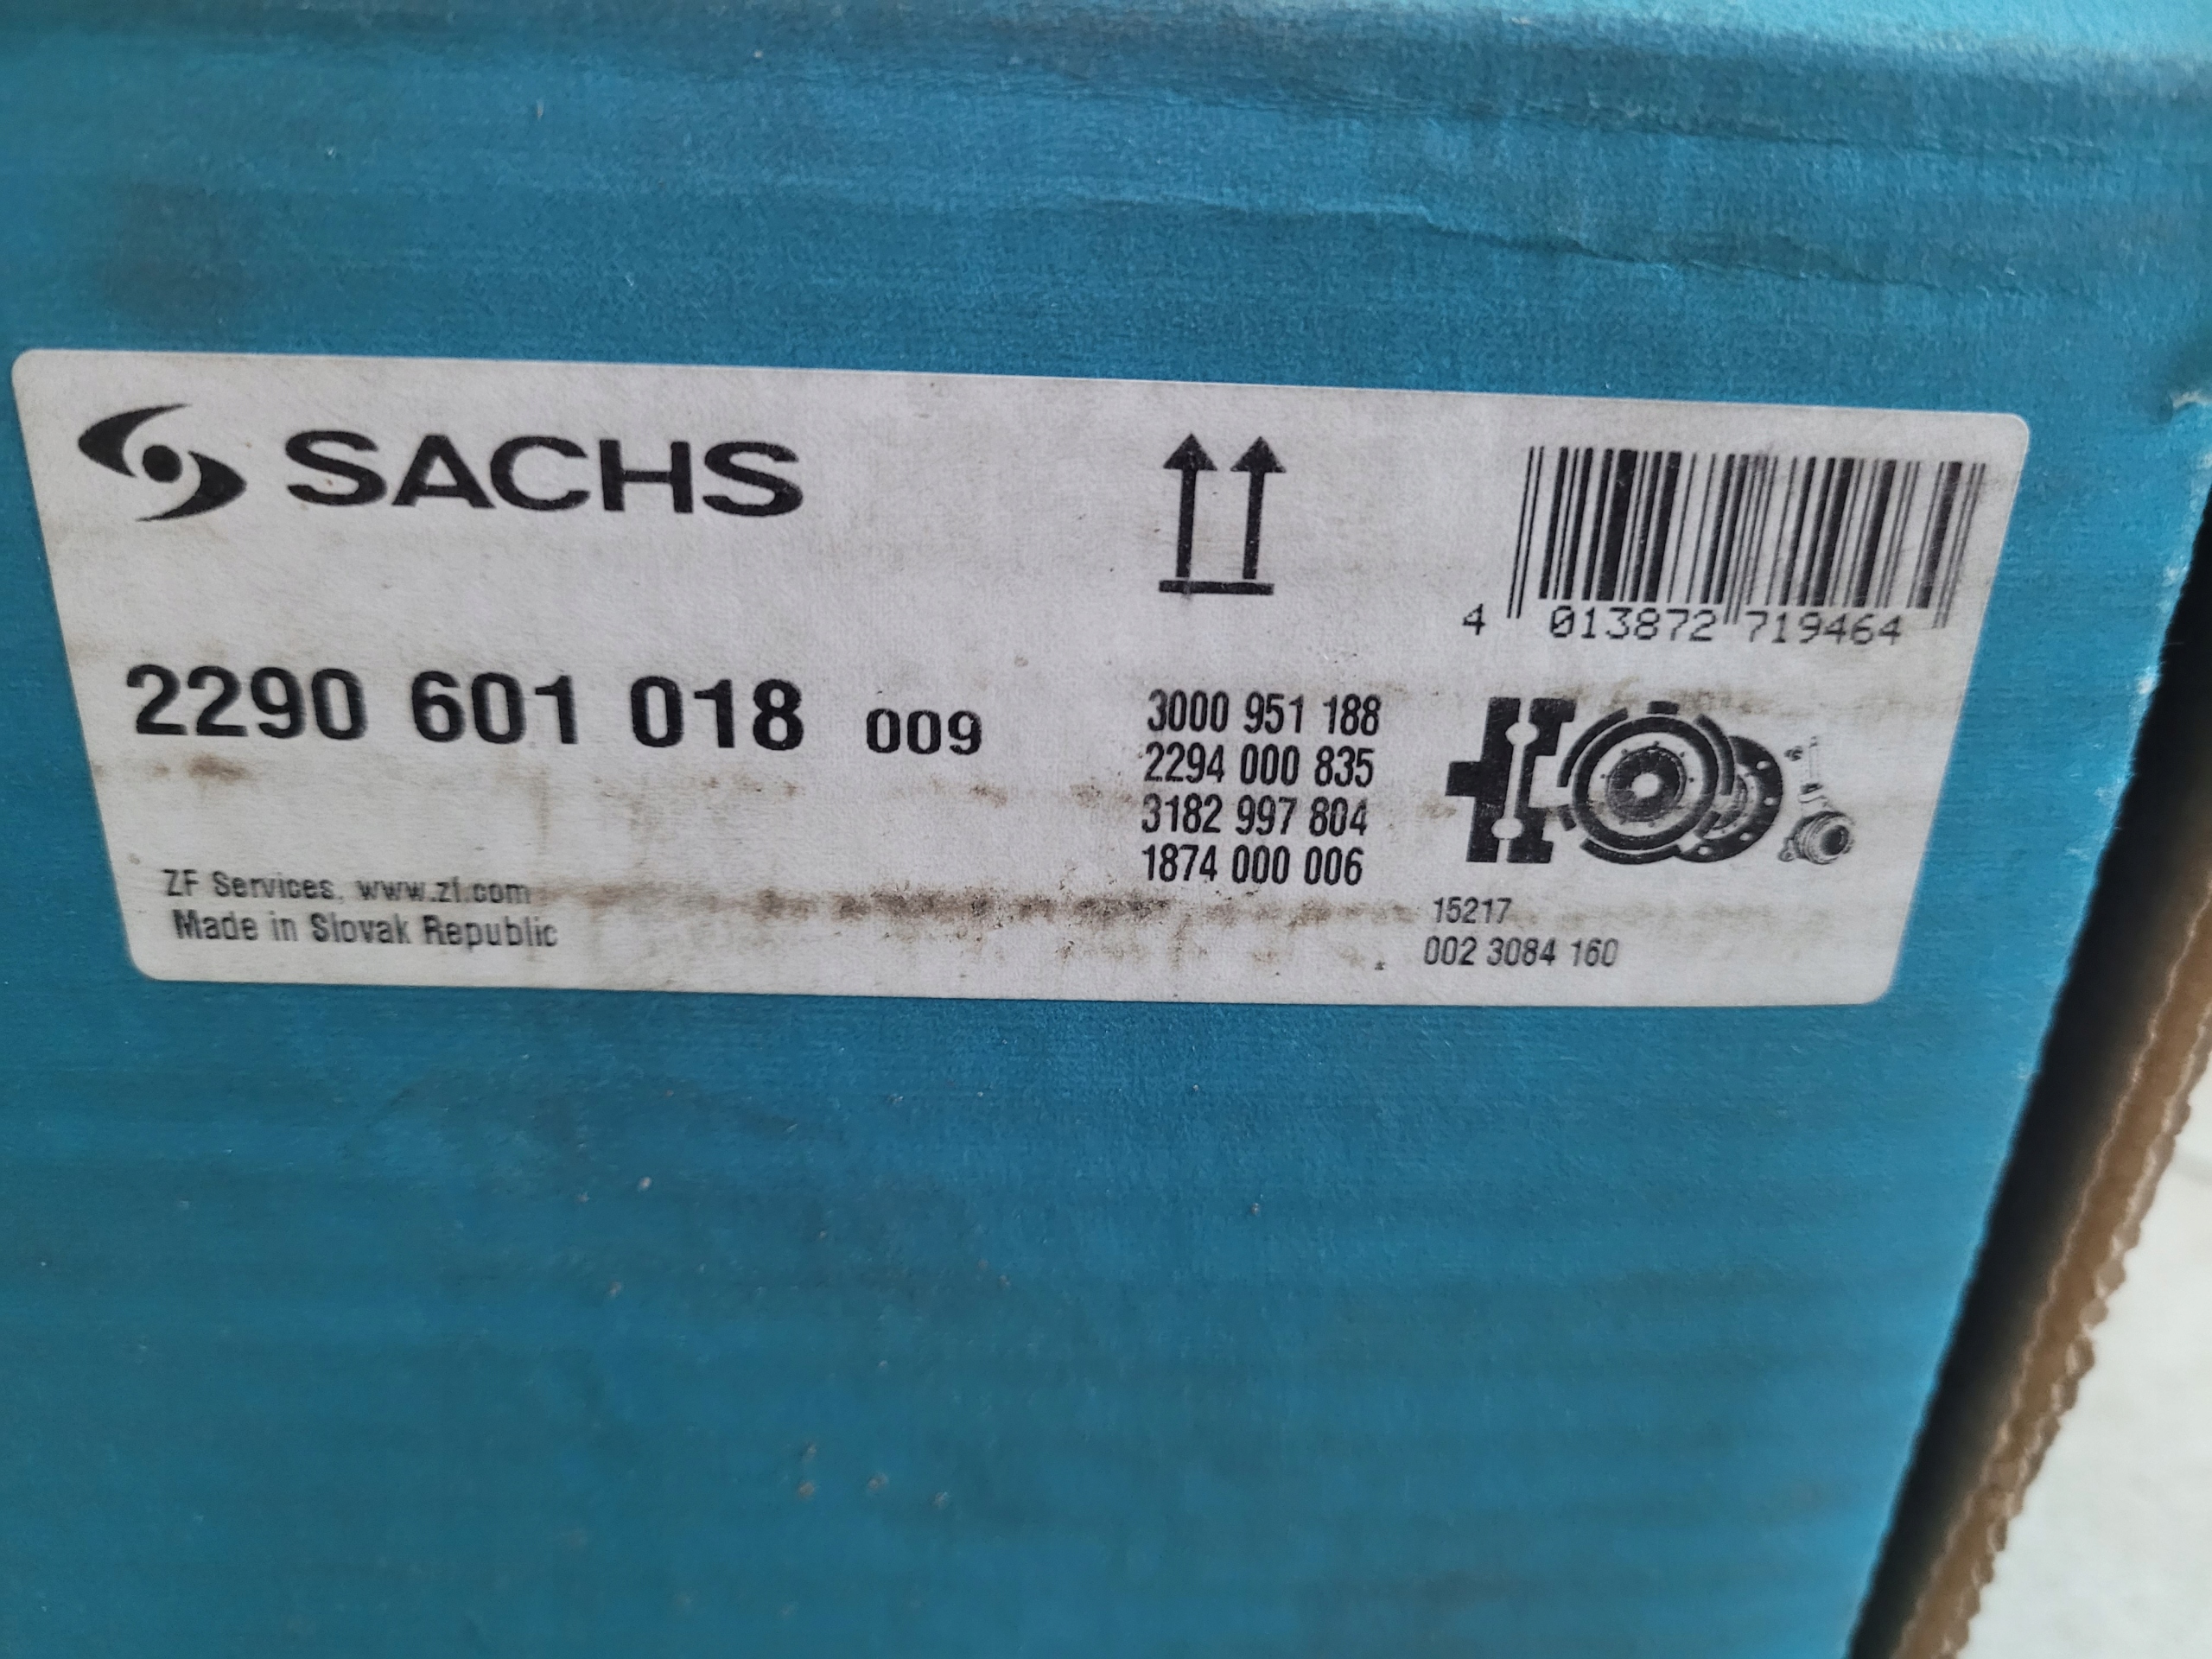 SACHS
4 013872 719464
2290 601 018 009
3000 951 188
2294 000 835
3182 997 804
1874 000 006
ZF Services, www.zf.com
Made in Slovak Republic
15217
002 3084 160